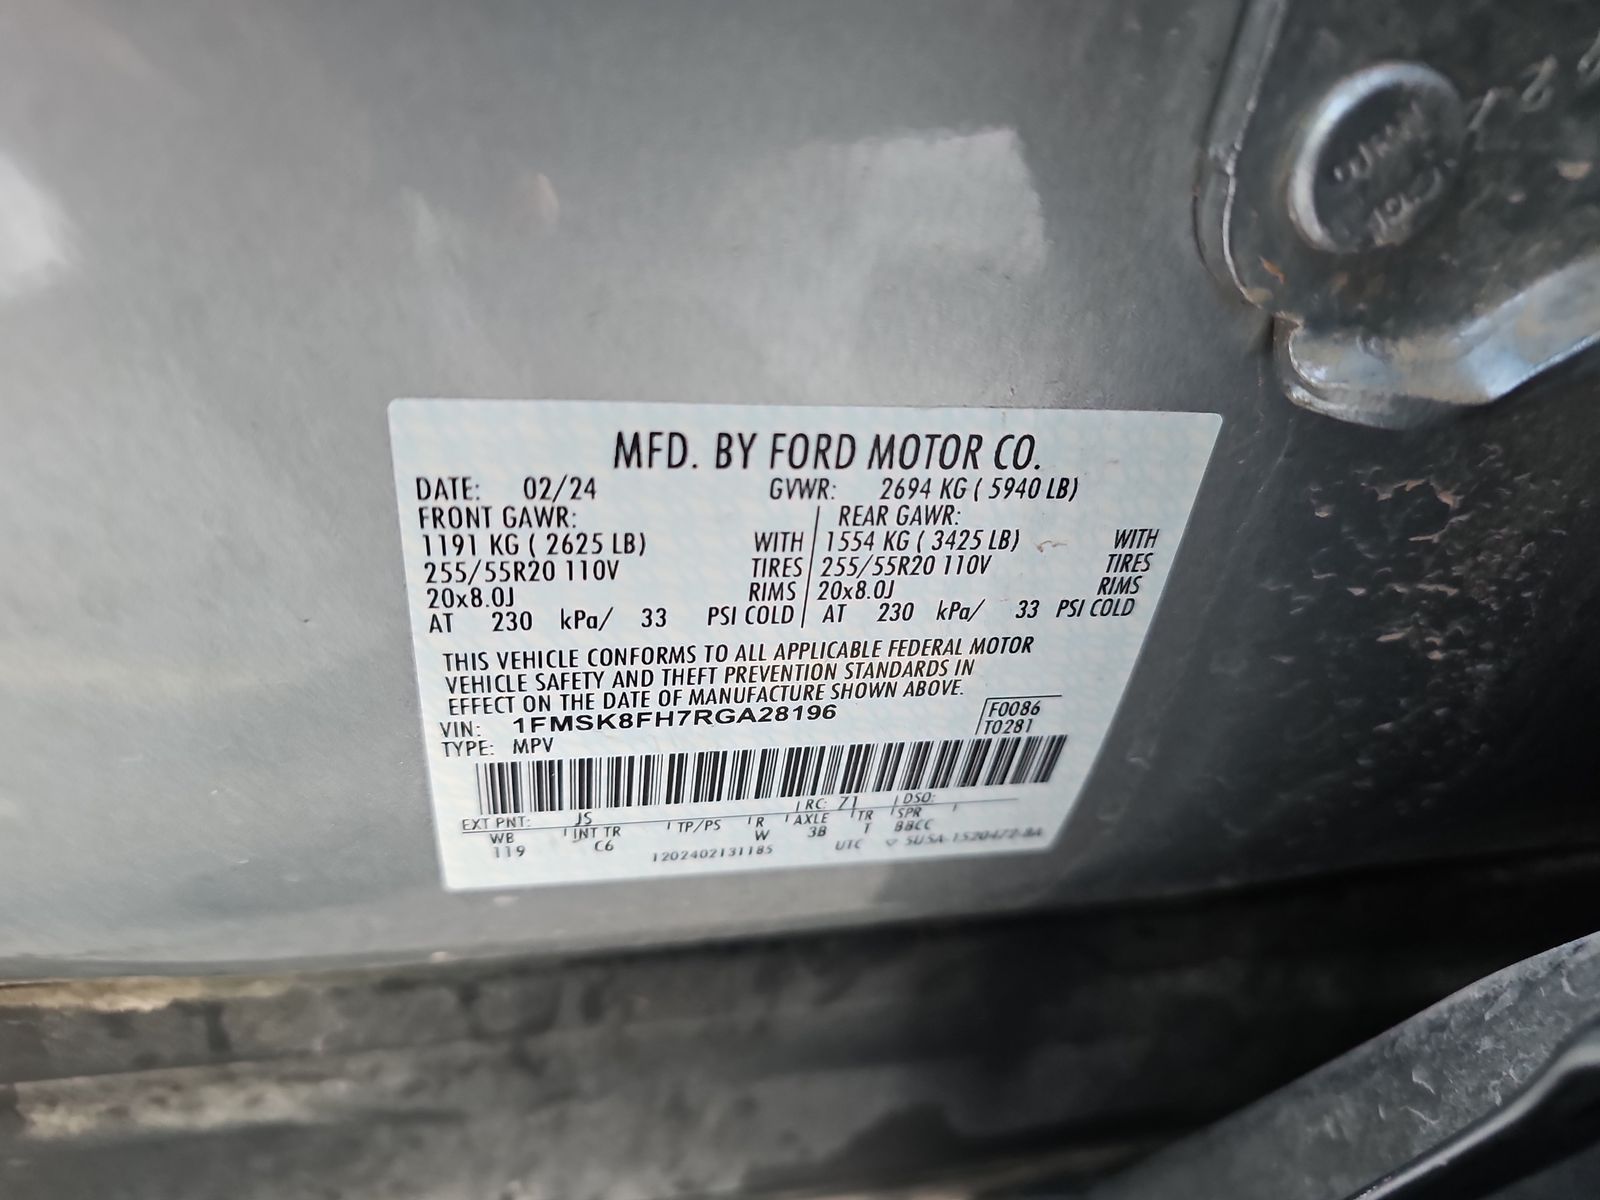 MFD. BY FORD MOTOR CO.
DATE: 02/24 GVWR: 2694 KG ( 5940 LB)
FRONT GAWR: REAR GAWR:
1191 KG ( 2625 LB) WITH 1554 KG ( 3425 LB) WITH
255/55R20 110V TIRES 255/55R20 110V TIRES
20x8.0J RIMS 20x8.0J RIMS
AT 230 kPa/ 33 PSI COLD AT 230 kPa/ 33 PSI COLD
THIS VEHICLE CONFORMS TO ALL APPLICABLE FEDERAL MOTOR
VEHICLE SAFETY AND THEFT PREVENTION STANDARDS IN
EFFECT ON THE DATE OF MANUFACTURE SHOWN ABOVE.
VIN: 1FMSK8FH7RGA28196 F0086
TYPE: MPV T0281
EXT PNT: JS RC: 71 DSO:
WB INT TR TP/PS R AXLE TR SPR
119 C6 W 3B T BBCC
1202402131185 UTC 5USA-1520472-BA